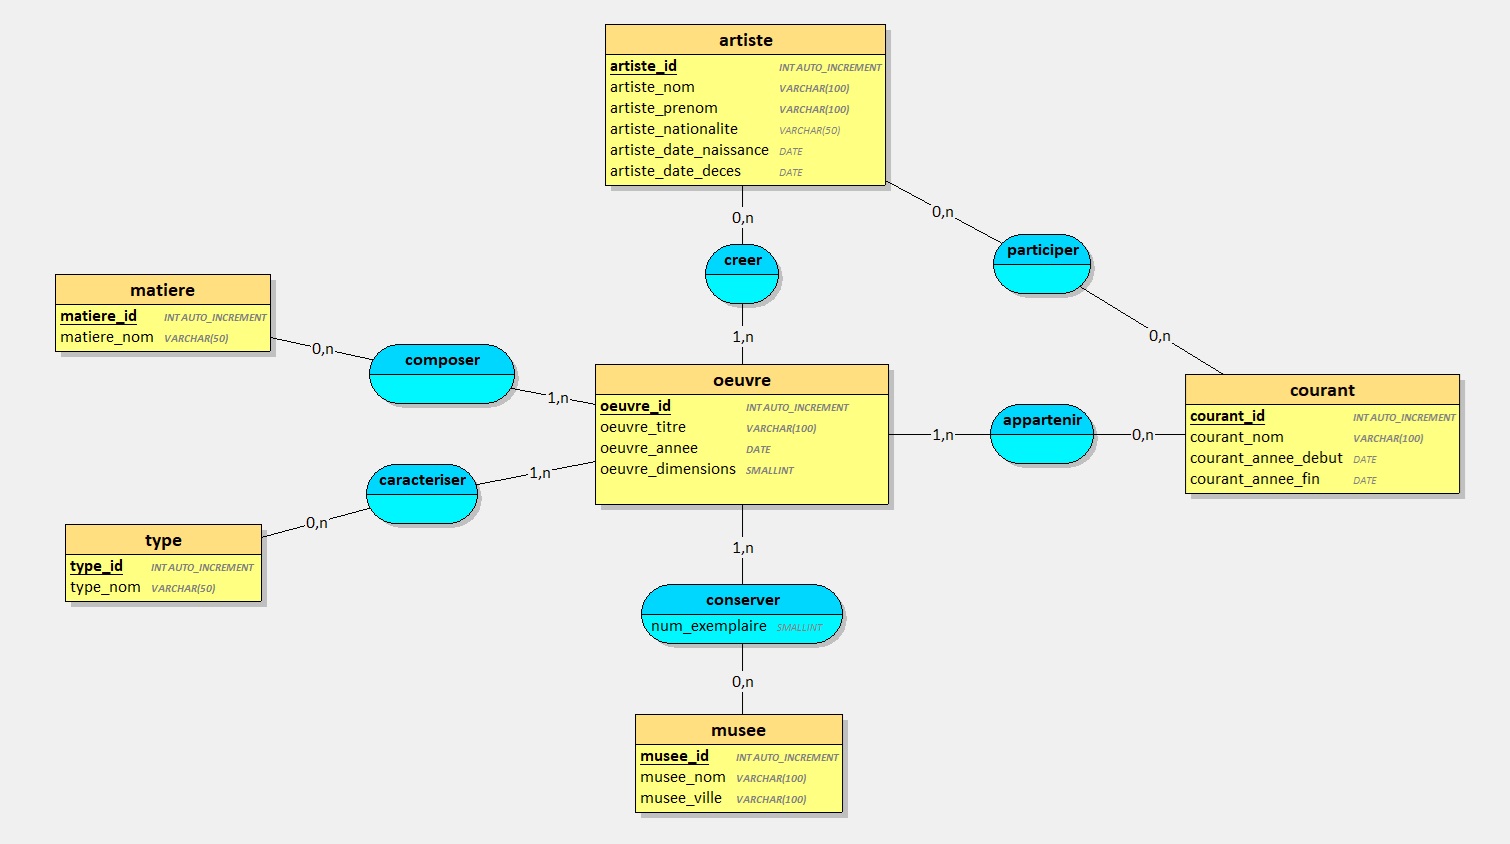 artiste
artiste_id INT AUTO_INCREMENT
artiste_nom VARCHAR(100)
artiste_prenom VARCHAR(100)
artiste_nationalite VARCHAR(50)
artiste_date_naissance DATE
artiste_date_deces DATE
0,n
0,n
participer
creer
0,n
1,n
matiere
matiere_id INT AUTO_INCREMENT
matiere_nom VARCHAR(50)
0,n
composer
1,n
oeuvre
oeuvre_id INT AUTO_INCREMENT
oeuvre_titre VARCHAR(100)
oeuvre_annee DATE
oeuvre_dimensions SMALLINT
1,n
appartenir
0,n
courant
courant_id INT AUTO_INCREMENT
courant_nom VARCHAR(100)
courant_annee_debut DATE
courant_annee_fin DATE
caracteriser
1,n
0,n
type
type_id INT AUTO_INCREMENT
type_nom VARCHAR(50)
1,n
conserver
num_exemplaire SMALLINT
0,n
musee
musee_id INT AUTO_INCREMENT
musee_nom VARCHAR(100)
musee_ville VARCHAR(100)